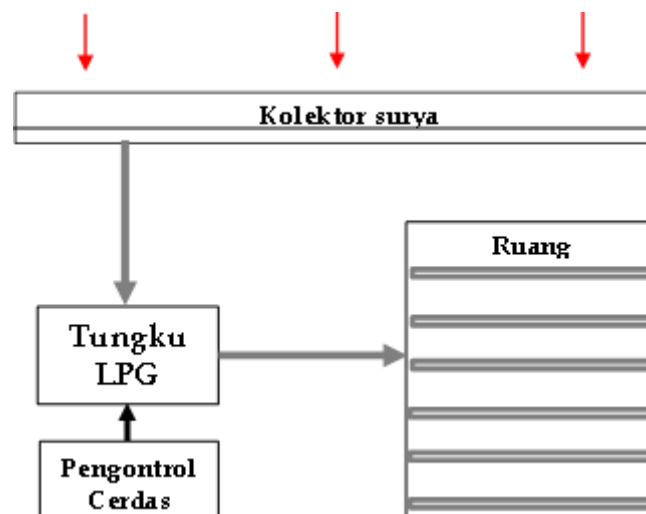 Kolektor surya
Ruang
Tungku
LPG
Pengontrol
Cerdas